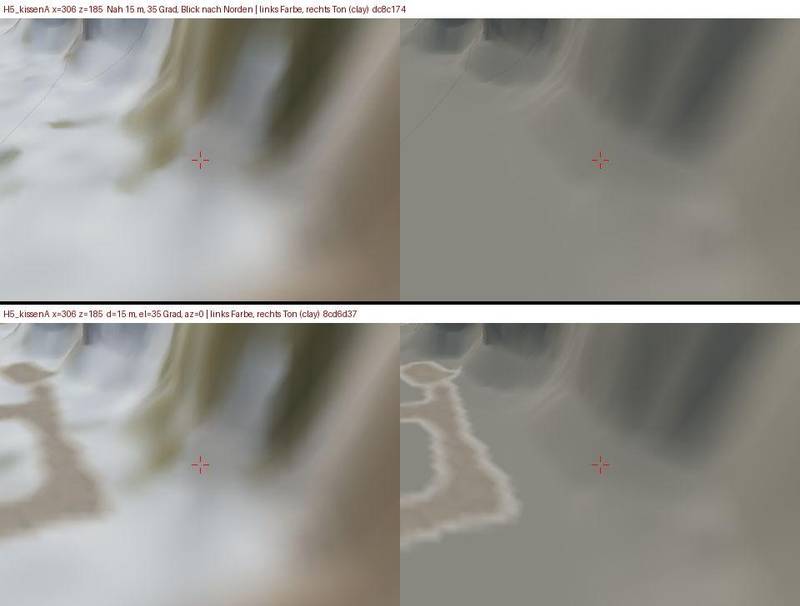 H5_kissenA x=306 z=185 Nah 15 m, 35 Grad, Blick nach Norden | links Farbe, rechts Ton (clay) dc8c174
H5_kissenA x=306 z=185 d=15 m, el=35 Grad, az=0 | links Farbe, rechts Ton (clay) 8cd6d37